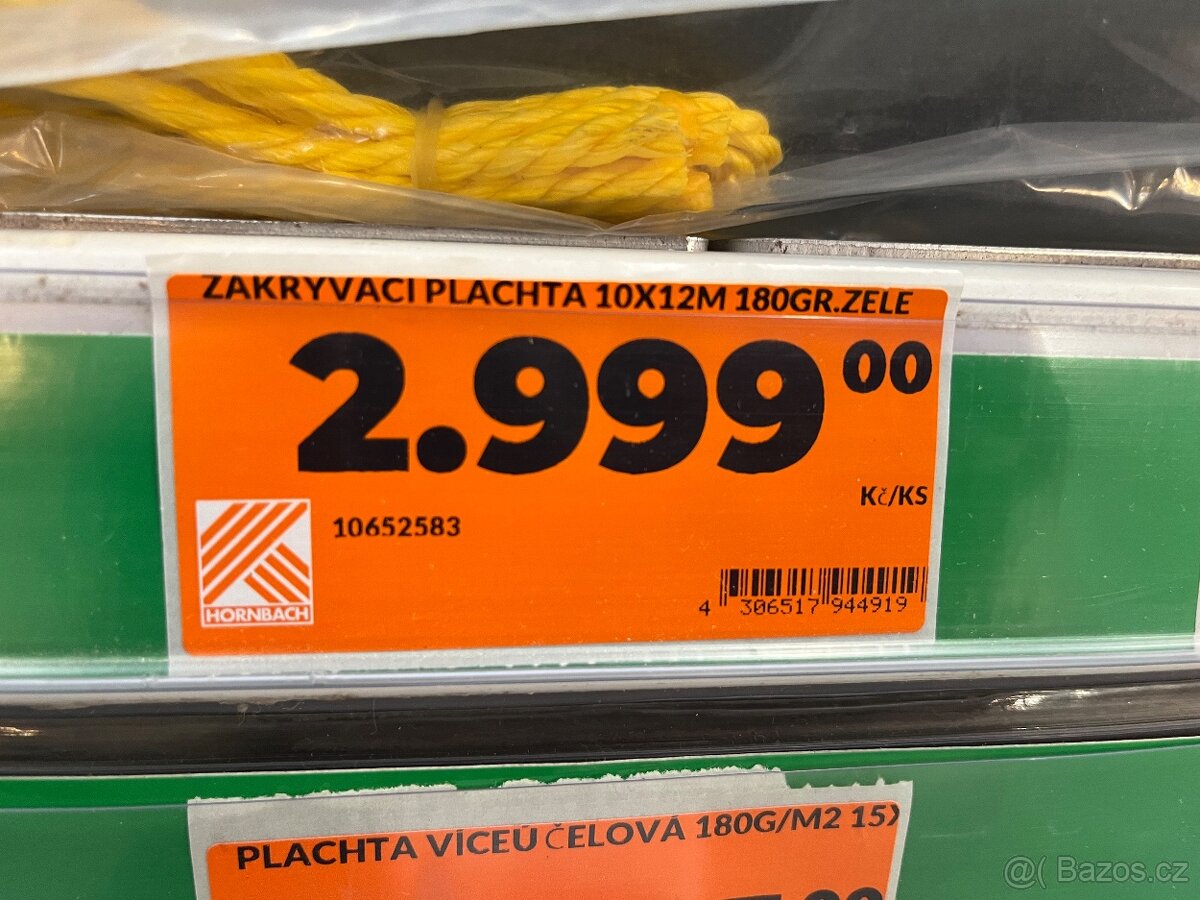 ZAKRYVACI PLACHTA 10X12M 180GR.ZELE
2.999 00
Kč/KS
10652583
HORNBACH
4 306517 944919
PLACHTA VÍCEÚČELOVÁ 180G/M2 15X
@( Bazos.cz